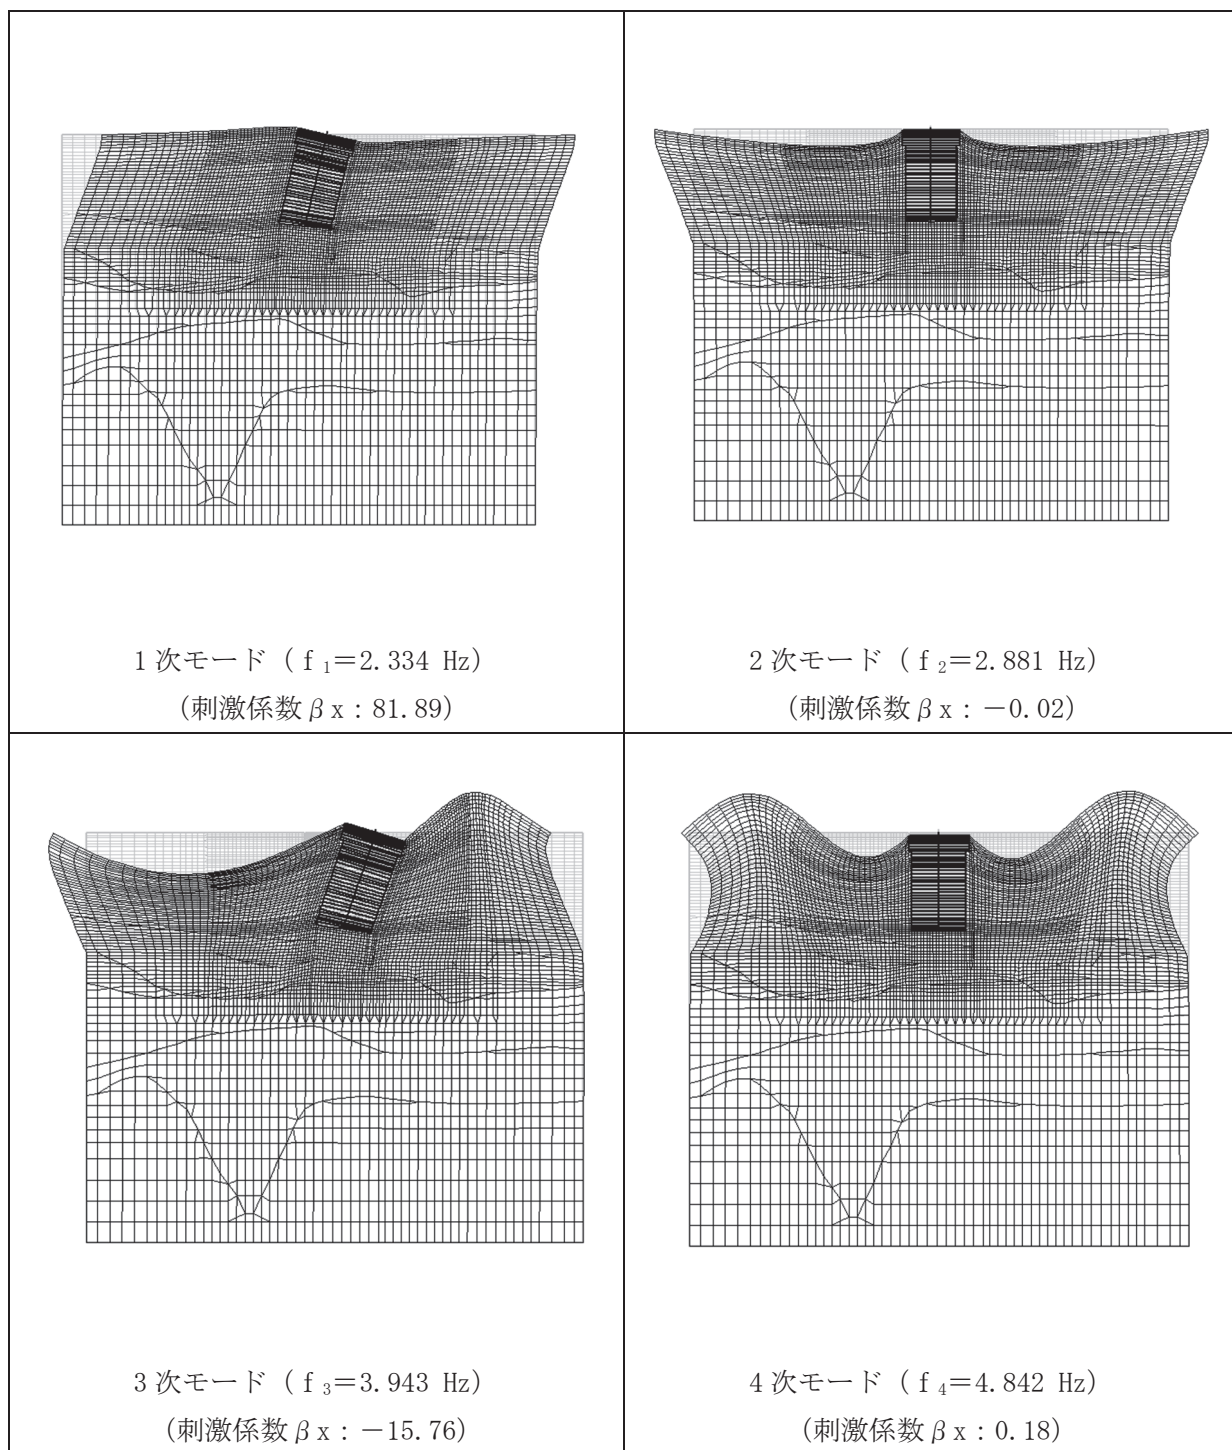 1次モード(f₁=2.334 Hz)
(刺激係数βx:81.89)
2次モード(f₂=2.881 Hz)
(刺激係数βx:-0.02)
3次モード(f₃=3.943 Hz)
(刺激係数βx:-15.76)
4次モード(f₄=4.842 Hz)
(刺激係数βx:0.18)